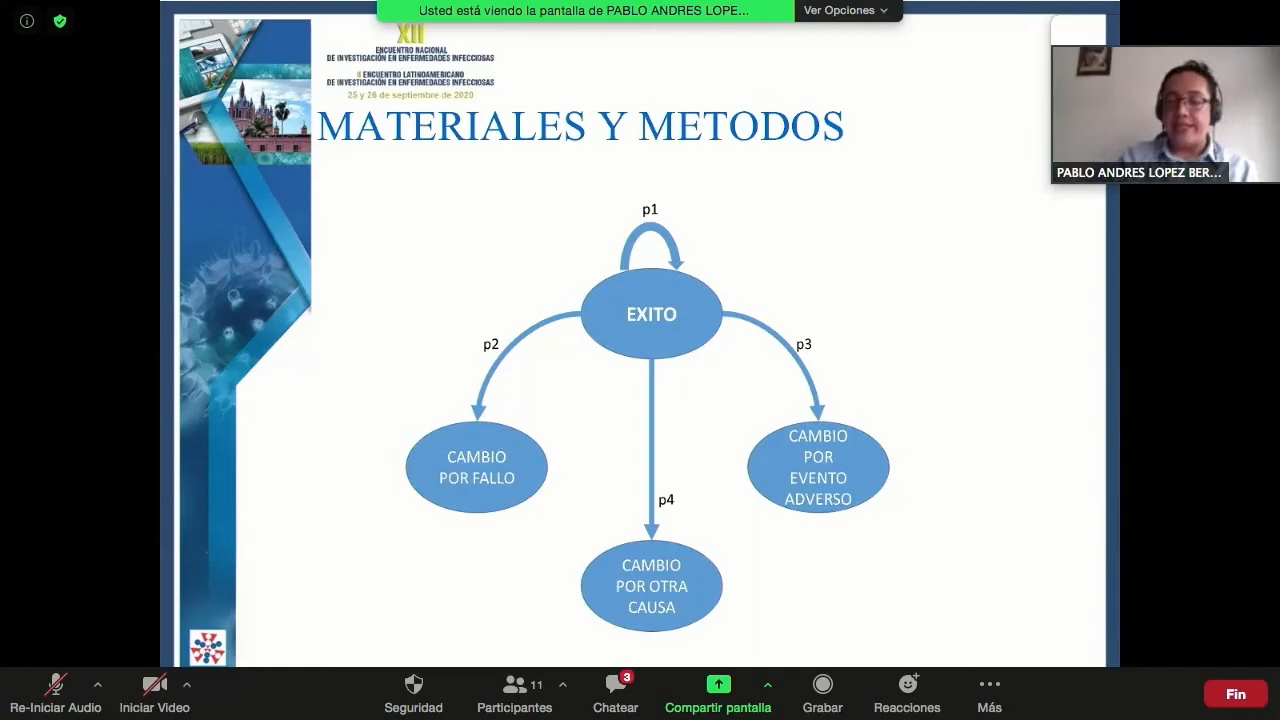 Usted está viendo la pantalla de PABLO ANDRES LOPE...
Ver Opciones
XII
ENCUENTRO NACIONAL
DE INVESTIGACIÓN EN ENFERMEDADES INFECCIOSAS
II ENCUENTRO LATINOAMERICANO
DE INVESTIGACIÓN EN ENFERMEDADES INFECCIOSAS
25 y 26 de septiembre de 2020
MATERIALES Y METODOS
PABLO ANDRES LOPEZ BER...
p1
EXITO
p2
p3
CAMBIO
POR FALLO
CAMBIO
POR
EVENTO
ADVERSO
p4
CAMBIO
POR OTRA
CAUSA
Re-Iniciar Audio
Iniciar Video
Seguridad
11
Participantes
3
Chatear
Compartir pantalla
Grabar
Reacciones
Más
Fin